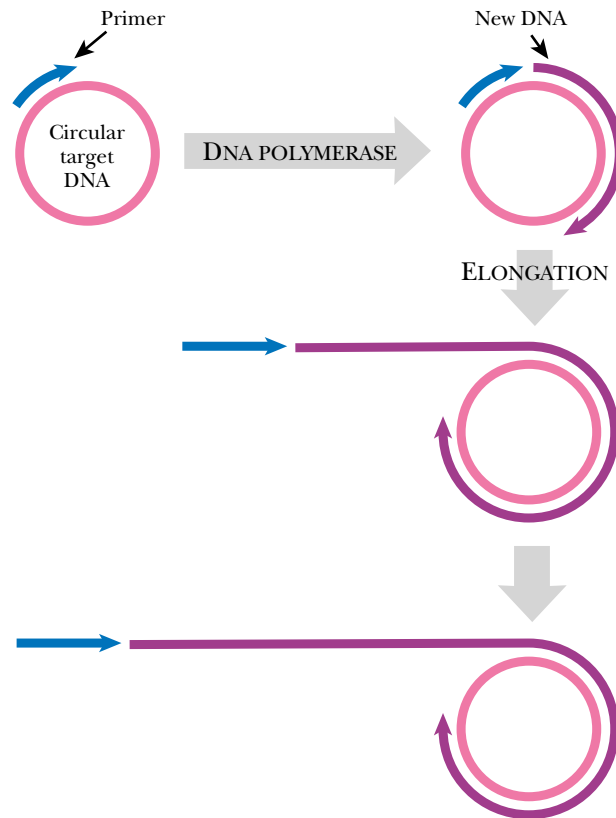 Primer
New DNA
Circular
target
DNA
DNA POLYMERASE
ELONGATION